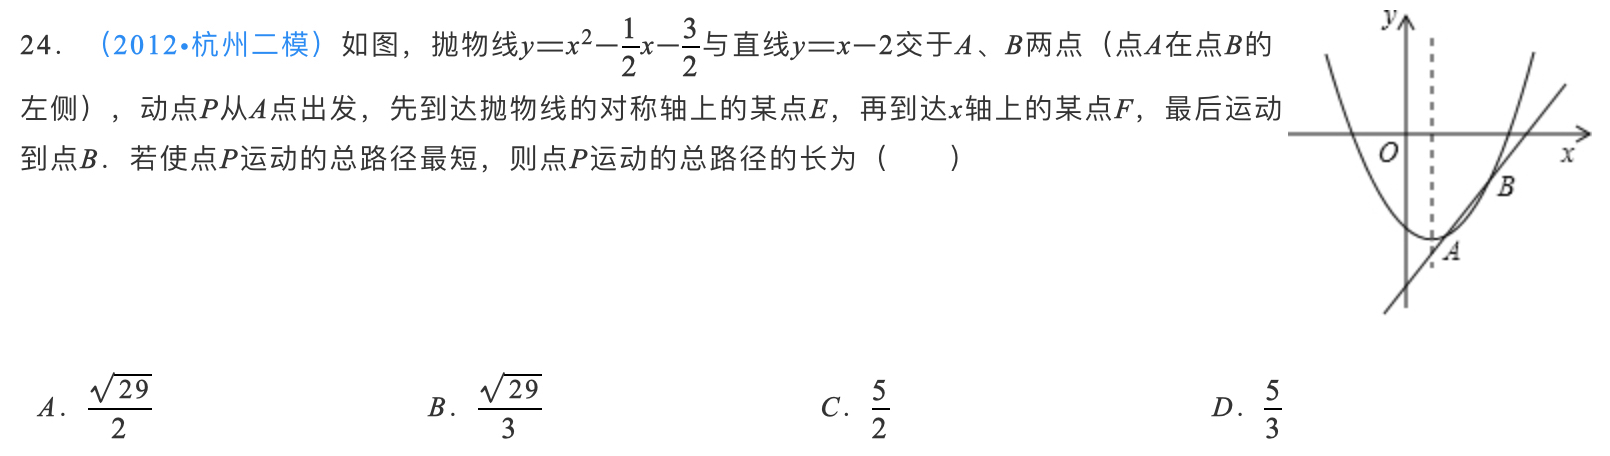 24. （2012•杭州二模）如图，抛物线y=x²－1/2x－3/2与直线y=x－2交于A、B两点（点A在点B的
左侧），动点P从A点出发，先到达抛物线的对称轴上的某点E，再到达x轴上的某点F，最后运动
到点B．若使点P运动的总路径最短，则点P运动的总路径的长为（　　）
y
O
x
B
A
A．√29/2　B．√29/3　C．5/2　D．5/3